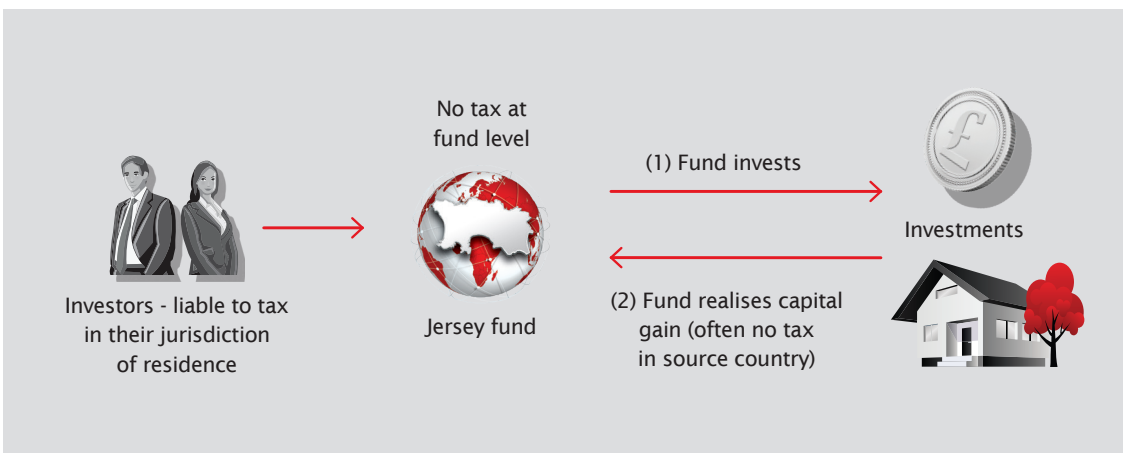 No tax at
fund level
(1) Fund invests
Investments
Investors - liable to tax
in their jurisdiction
of residence
Jersey fund
(2) Fund realises capital
gain (often no tax
in source country)
£